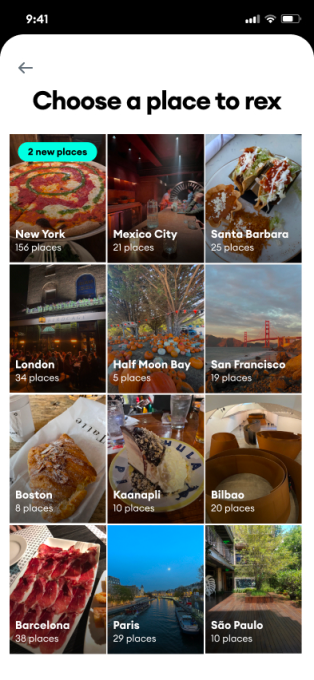 9:41
Choose a place to rex
2 new places
New York
156 places
Mexico City
21 places
Santa Barbara
25 places
London
34 places
Half Moon Bay
5 places
San Francisco
19 places
Boston
8 places
Kaanapali
10 places
Bilbao
20 places
Barcelona
38 places
Paris
29 places
São Paulo
10 places